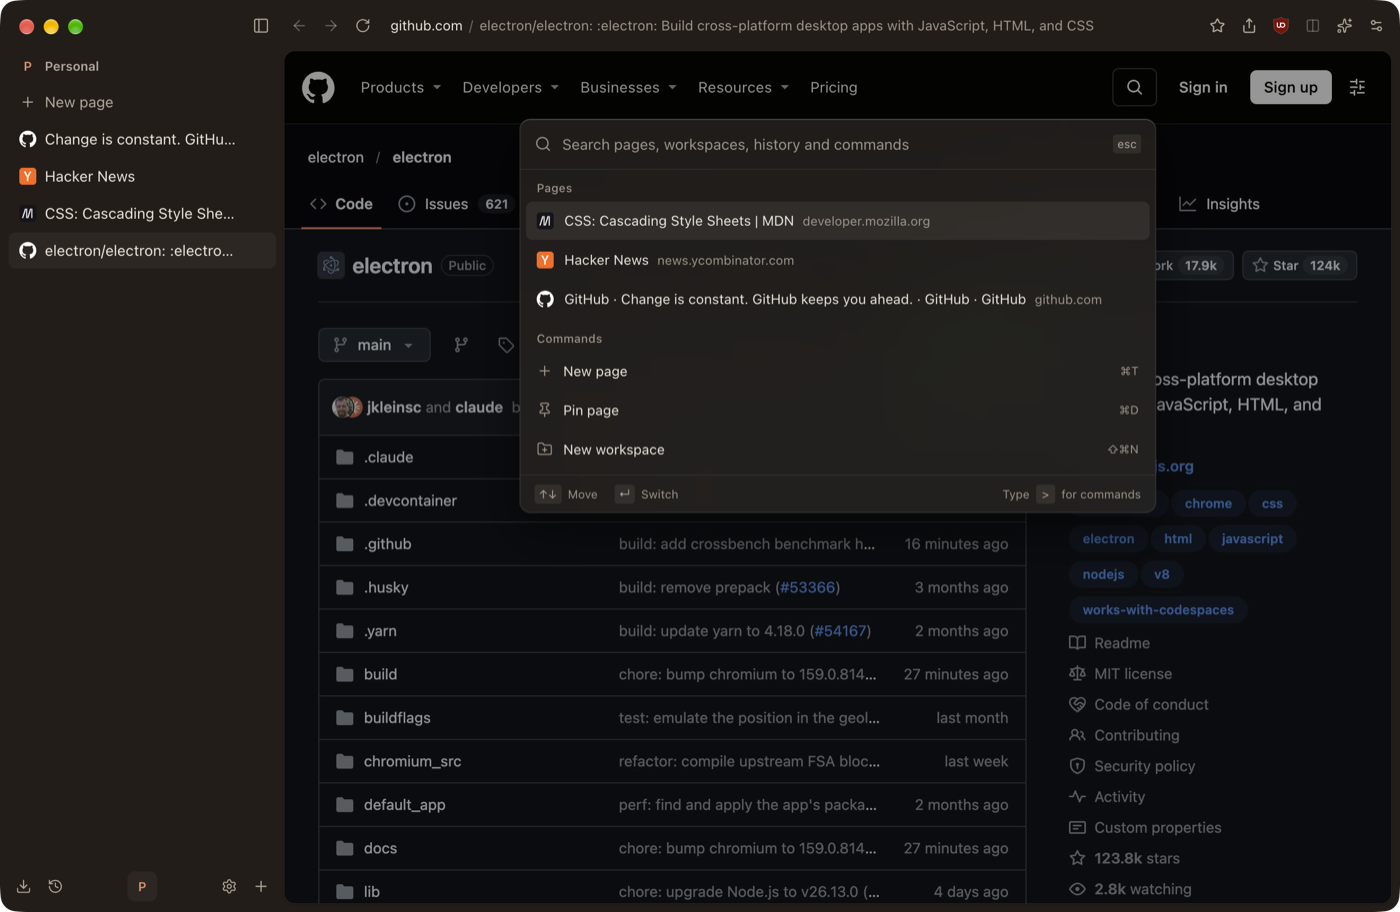 github.com / electron/electron: :electron: Build cross-platform desktop apps with JavaScript, HTML, and CSS
P Personal
New page
Change is constant. GitHu...
Hacker News
CSS: Cascading Style She...
electron/electron: :electro...
P
Products
Developers
Businesses
Resources
Pricing
Sign in
Sign up
electron / electron
Code
Issues 621
Insights
electron Public
17.9k
Star 124k
main
jkleinsc and claude
.claude
.devcontainer
.github build: add crossbench benchmark h... 16 minutes ago
.husky build: remove prepack (#53366) 3 months ago
.yarn build: update yarn to 4.18.0 (#54167) 2 months ago
build chore: bump chromium to 159.0.814... 27 minutes ago
buildflags test: emulate the position in the geol... last month
chromium_src refactor: compile upstream FSA bloc... last week
default_app perf: find and apply the app's packa... 2 months ago
docs chore: bump chromium to 159.0.814... 27 minutes ago
lib chore: upgrade Node.js to v26.13.0 (... 4 days ago
Search pages, workspaces, history and commands esc
Pages
CSS: Cascading Style Sheets | MDN developer.mozilla.org
Hacker News news.ycombinator.com
GitHub · Change is constant. GitHub keeps you ahead. · GitHub · GitHub github.com
Commands
New page ⌘T
Pin page ⌘D
New workspace ⇧⌘N
↑↓ Move ↵ Switch Type > for commands
oss-platform desktop
avaScript, HTML, and
s.org
chrome css
electron html javascript
nodejs v8
works-with-codespaces
Readme
MIT license
Code of conduct
Contributing
Security policy
Activity
Custom properties
123.8k stars
2.8k watching